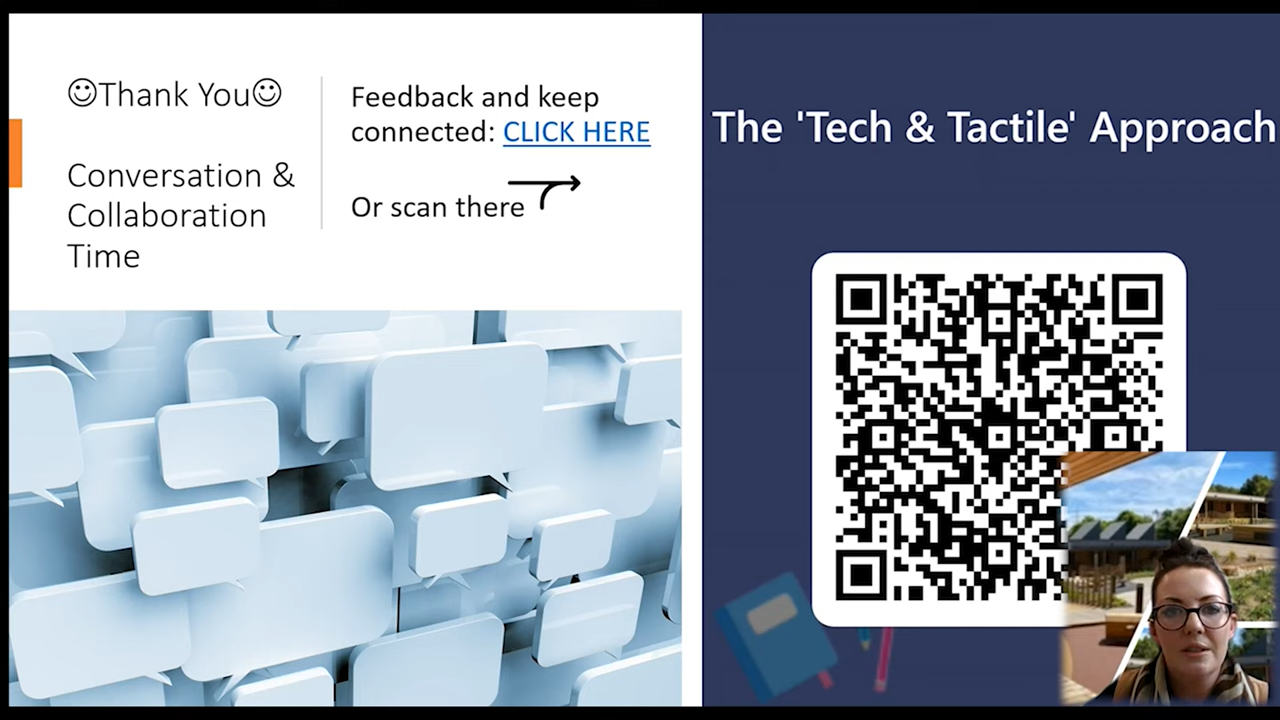 ☺Thank You☺
Conversation &
Collaboration
Time
Feedback and keep
connected: CLICK HERE
Or scan there
The 'Tech & Tactile' Approach